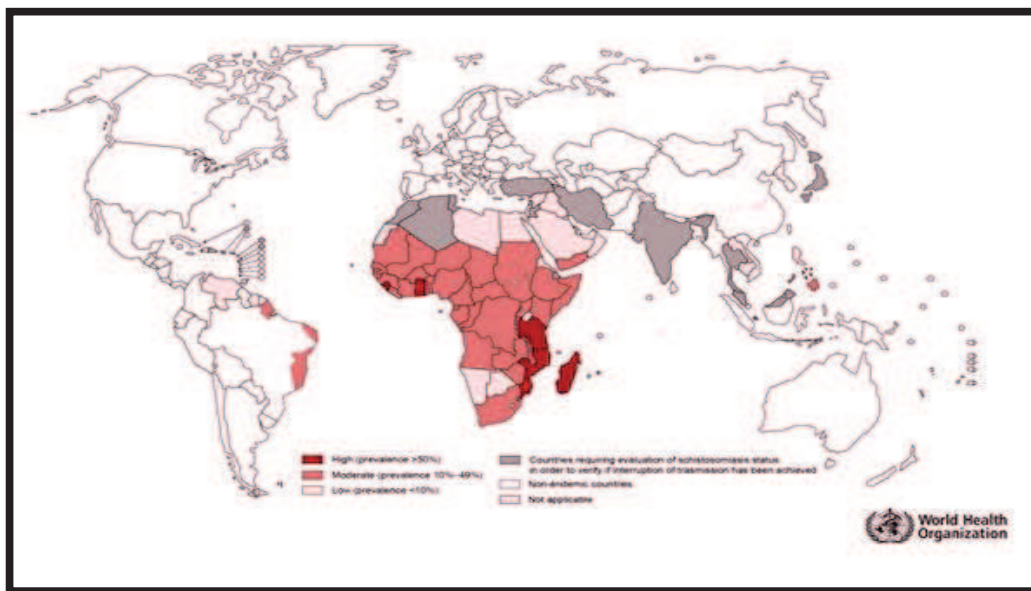 High (prevalence >50%)
Moderate (prevalence 10%-49%)
Low (prevalence <10%)
Countries requiring evaluation of schistosomiasis status
in order to verify if interruption of trasmission has been achieved
Non-endemic countries
Not applicable
World Health
Organization